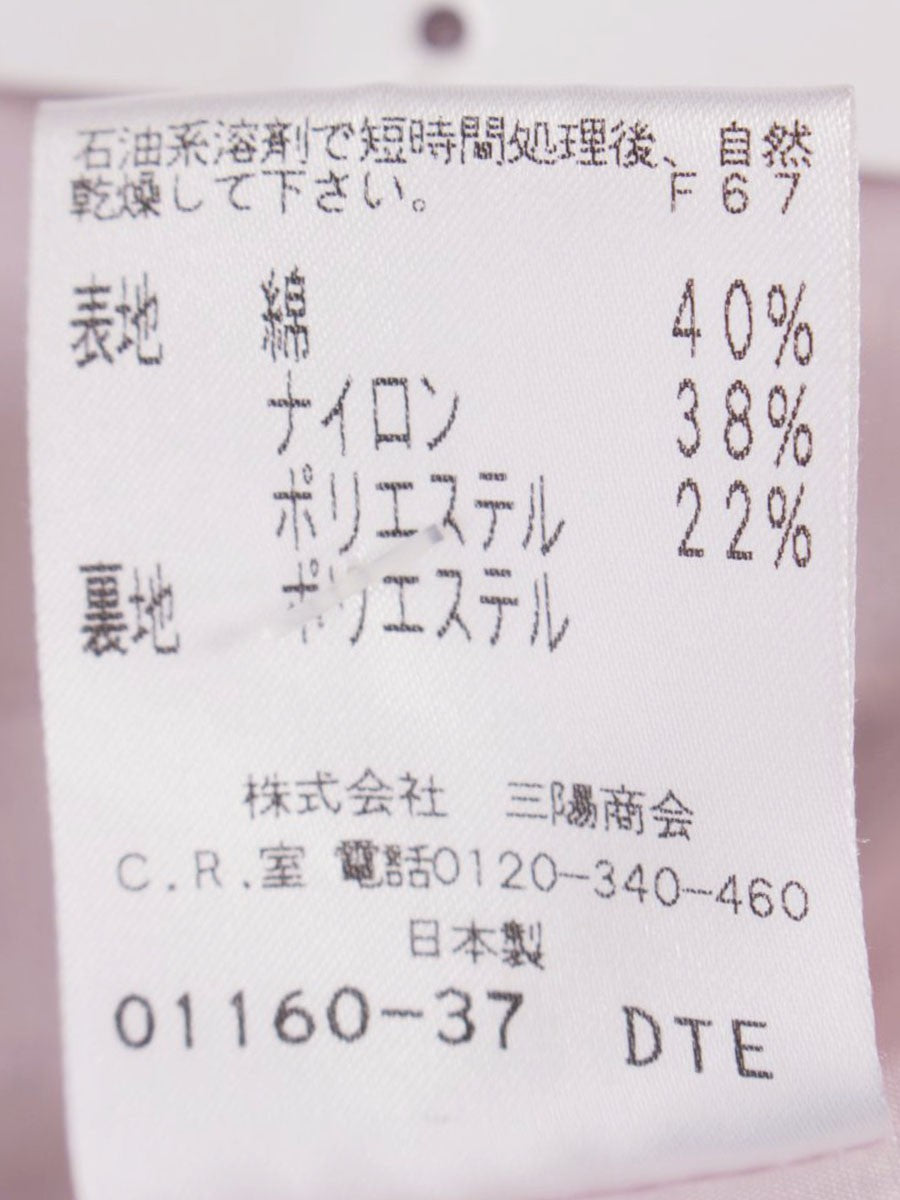 石油系溶剤で短時間処理後、自然
乾燥して下さい。 F67
表地 綿 40%
ナイロン 38%
ポリエステル 22%
裏地 ポリエステル
株式会社 三陽商会
C.R.室 電話0120-340-460
日本製
01160-37 DTE